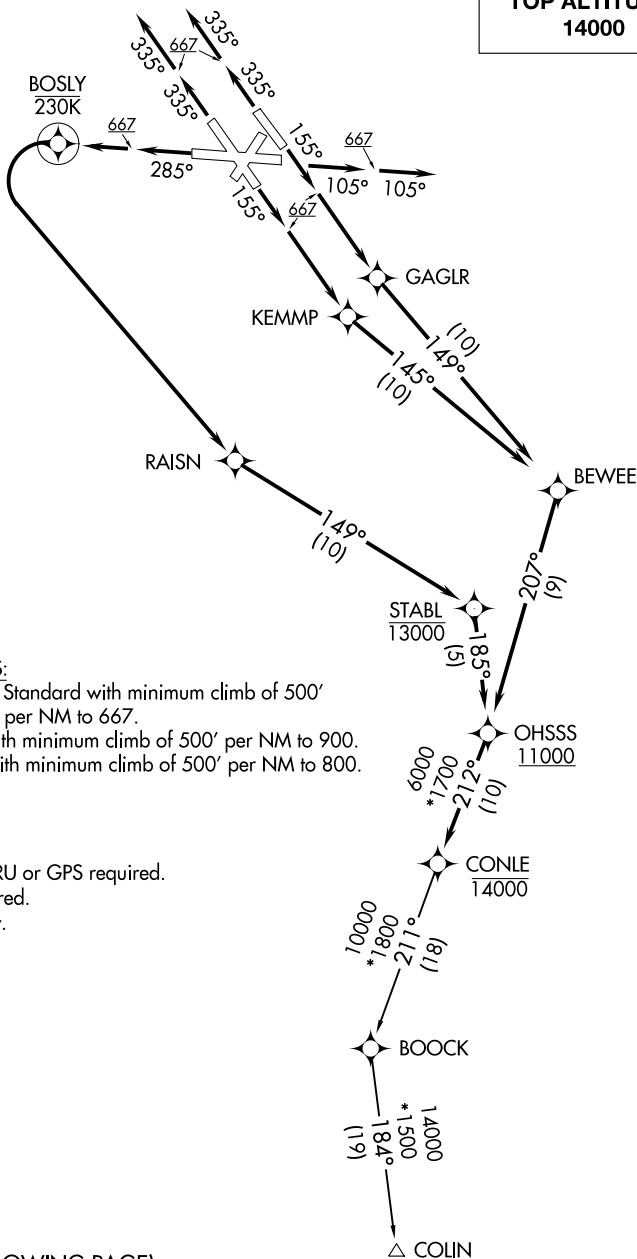 TOP ALTITU
14000
335°
335°
667
335°
335°
BOSLY
230K
667
285°
155°
667
105°
105°
155°
667
GAGLR
KEMMP
(10)
149°
145°
(10)
RAISN
BEWEE
149°
(10)
207°
(9)
STABL
13000
185°
(5)
S:
Standard with minimum climb of 500′
per NM to 667.
th minimum climb of 500′ per NM to 900.
with minimum climb of 500′ per NM to 800.
OHSSS
11000
6000
*1700
212°
(10)
RU or GPS required.
red.
CONLE
14000
10000
*1800
211°
(18)
BOOCK
14000
*1500
184°
(19)
COLIN
OWING PAGE)